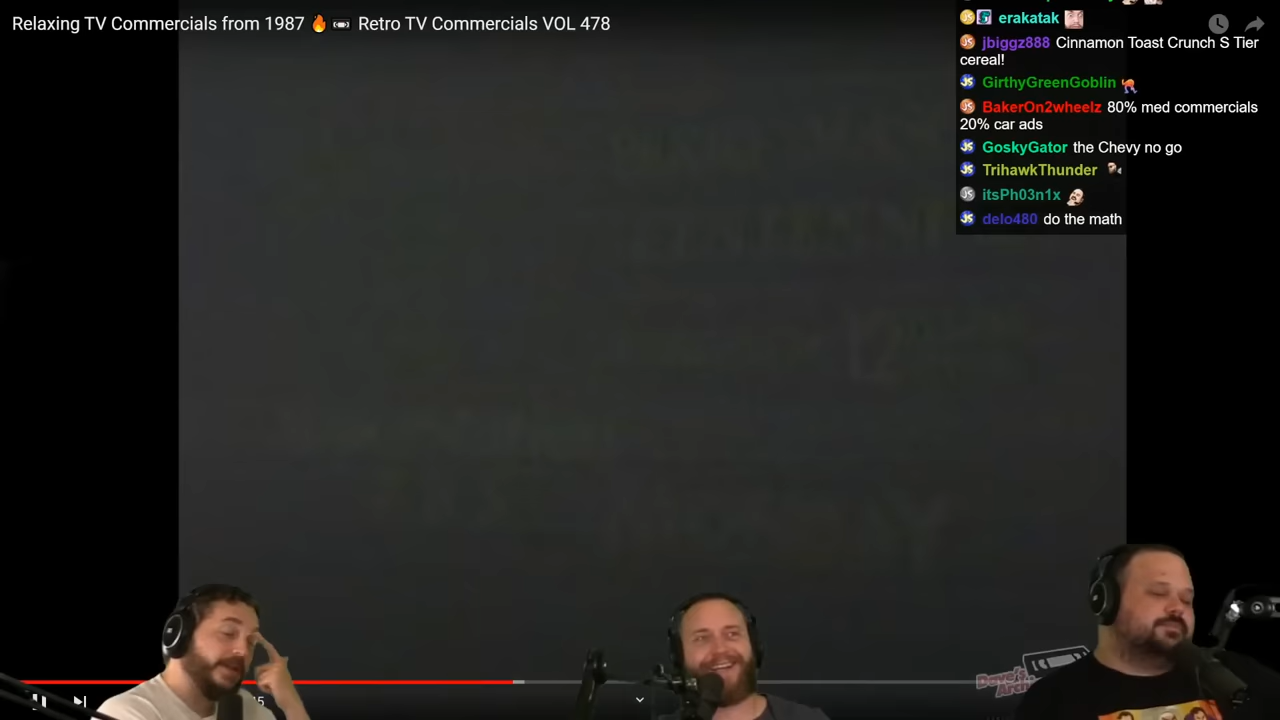 Relaxing TV Commercials from 1987 🔥📼 Retro TV Commercials VOL 478
erakatak
jbiggz888 Cinnamon Toast Crunch S Tier
cereal!
GirthyGreenGoblin
BakerOn2wheelz 80% med commercials
20% car ads
GoskyGator the Chevy no go
TrihawkThunder
itsPh03n1x
delo480 do the math
Dave's